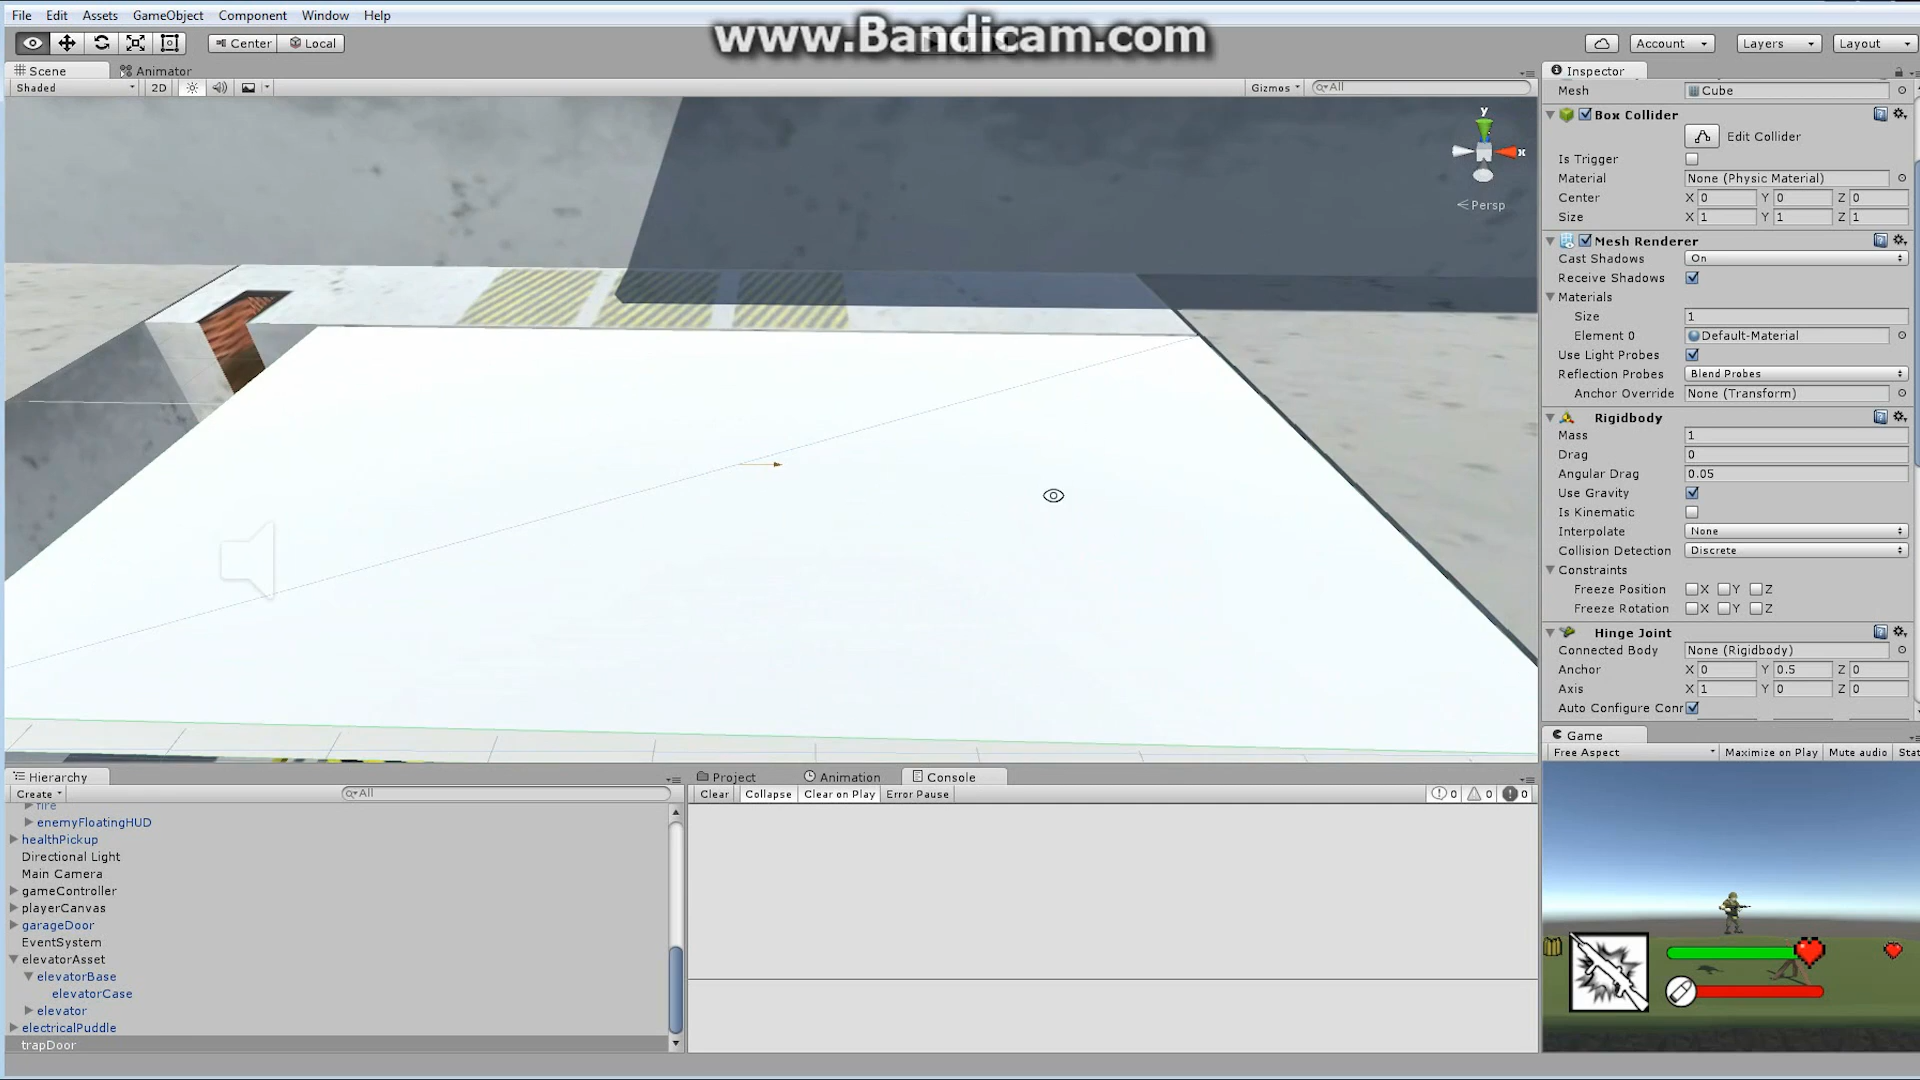 File Edit Assets GameObject Component Window Help
www.Bandicam.com
Center Local
Account Layers Layout
Scene Animator
Shaded 2D Gizmos All
y
x
Persp
Inspector
Mesh Cube
Box Collider
Edit Collider
Is Trigger
Material None (Physic Material)
Center X 0 Y 0 Z 0
Size X 1 Y 1 Z 1
Mesh Renderer
Cast Shadows On
Receive Shadows
Materials
Size 1
Element 0 Default-Material
Use Light Probes
Reflection Probes Blend Probes
Anchor Override None (Transform)
Rigidbody
Mass 1
Drag 0
Angular Drag 0.05
Use Gravity
Is Kinematic
Interpolate None
Collision Detection Discrete
Constraints
Freeze Position X Y Z
Freeze Rotation X Y Z
Hinge Joint
Connected Body None (Rigidbody)
Anchor X 0 Y 0.5 Z 0
Axis X 1 Y 0 Z 0
Auto Configure Conr
Game
Free Aspect Maximize on Play Mute audio Stat
Hierarchy
Create All
fire
enemyFloatingHUD
healthPickup
Directional Light
Main Camera
gameController
playerCanvas
garageDoor
EventSystem
elevatorAsset
elevatorBase
elevatorCase
elevator
electricalPuddle
trapDoor
Project Animation Console
Clear Collapse Clear on Play Error Pause 0 0 0